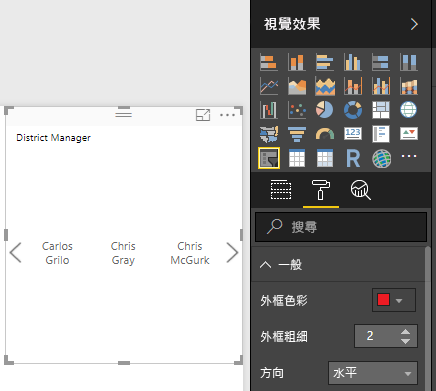 視覺效果
District Manager
123
R
Carlos
Grilo
Chris
Gray
Chris
McGurk
搜尋
一般
外框色彩
外框粗細
2
方向
水平